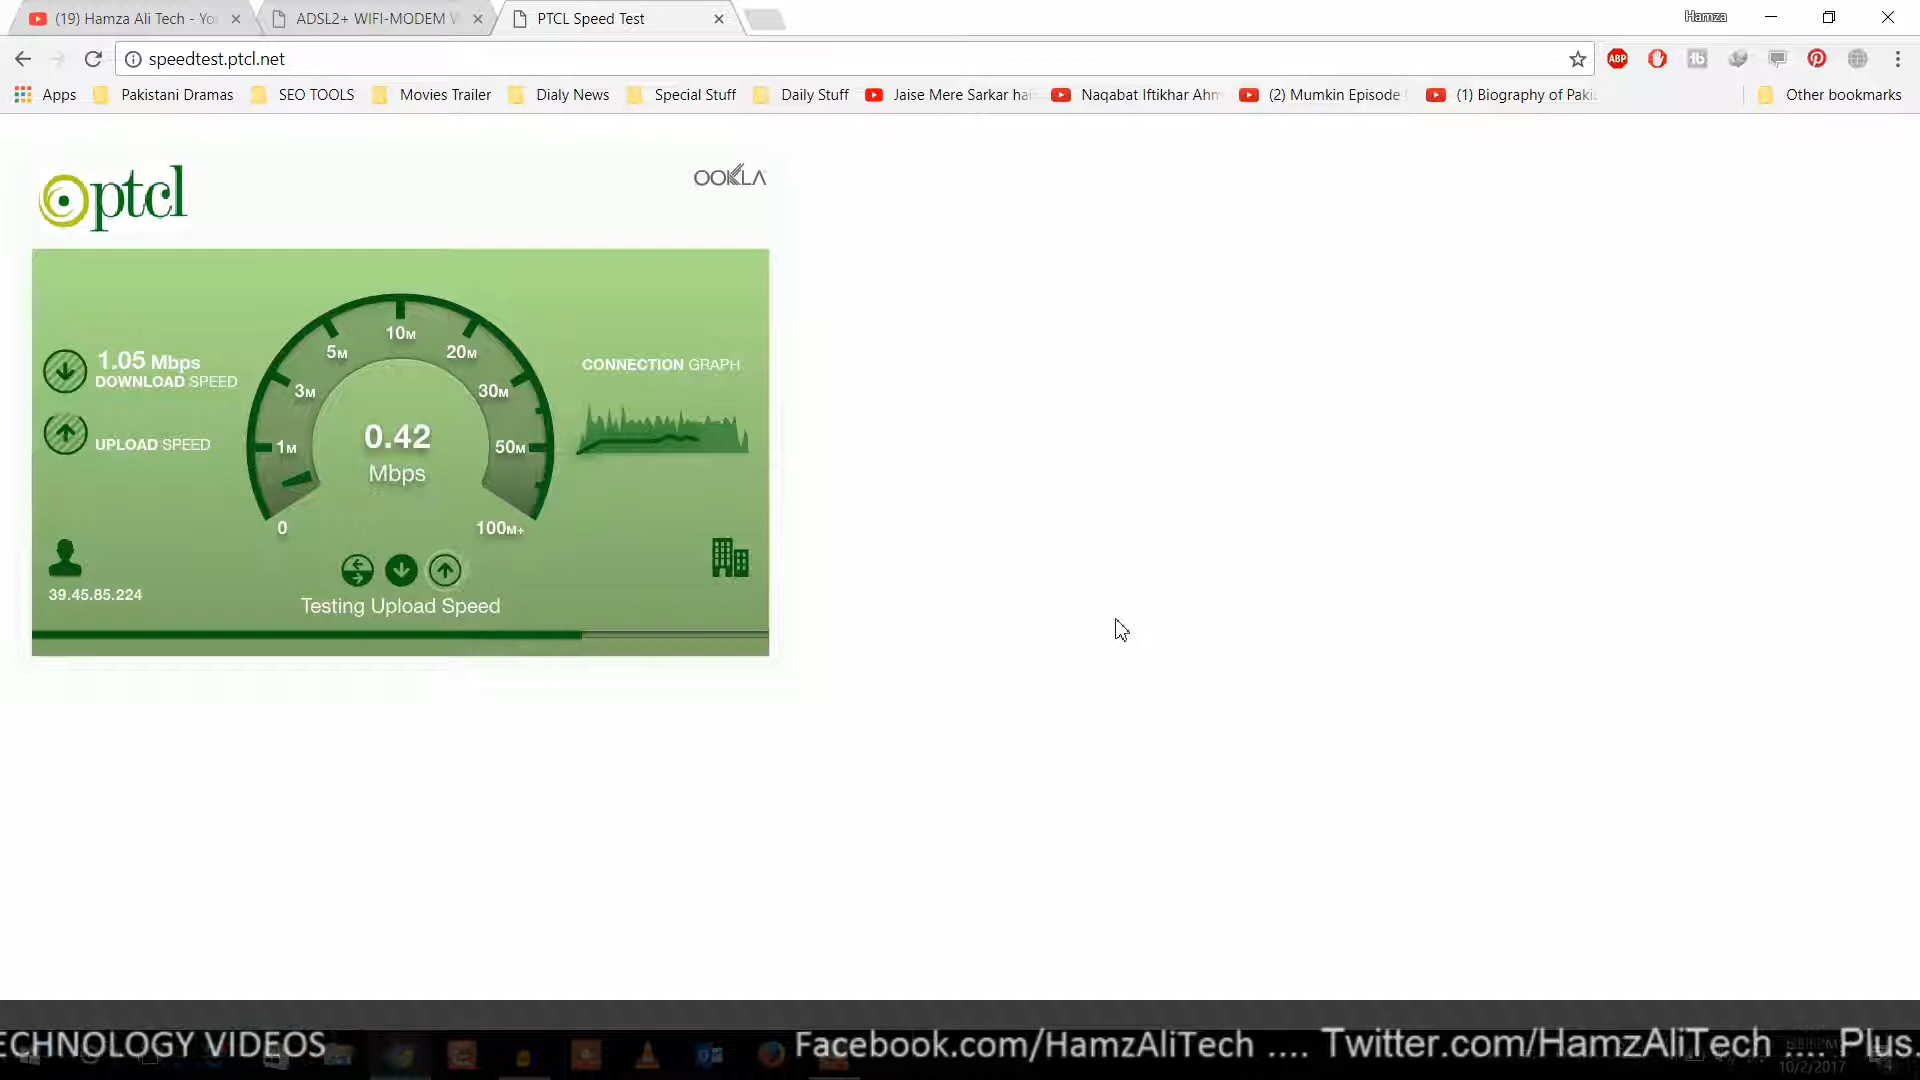 (19) Hamza Ali Tech - Yo
ADSL2+ WIFI-MODEM W
PTCL Speed Test
Hamza
speedtest.ptcl.net
ABP
Apps
Pakistani Dramas
SEO TOOLS
Movies Trailer
Dialy News
Special Stuff
Daily Stuff
Jaise Mere Sarkar hai
Naqabat Iftikhar Ahm
(2) Mumkin Episode
(1) Biography of Paki
Other bookmarks
ptcl
OOKLA
10M
5M
20M
3M
30M
1M
50M
0
100M+
1.05 Mbps
DOWNLOAD SPEED
UPLOAD SPEED
0.42
Mbps
CONNECTION GRAPH
39.45.85.224
Testing Upload Speed
ECHNOLOGY VIDEOS
Facebook.com/HamzAliTech .... Twitter.com/HamzAliTech .... Plus.
10/2/2017